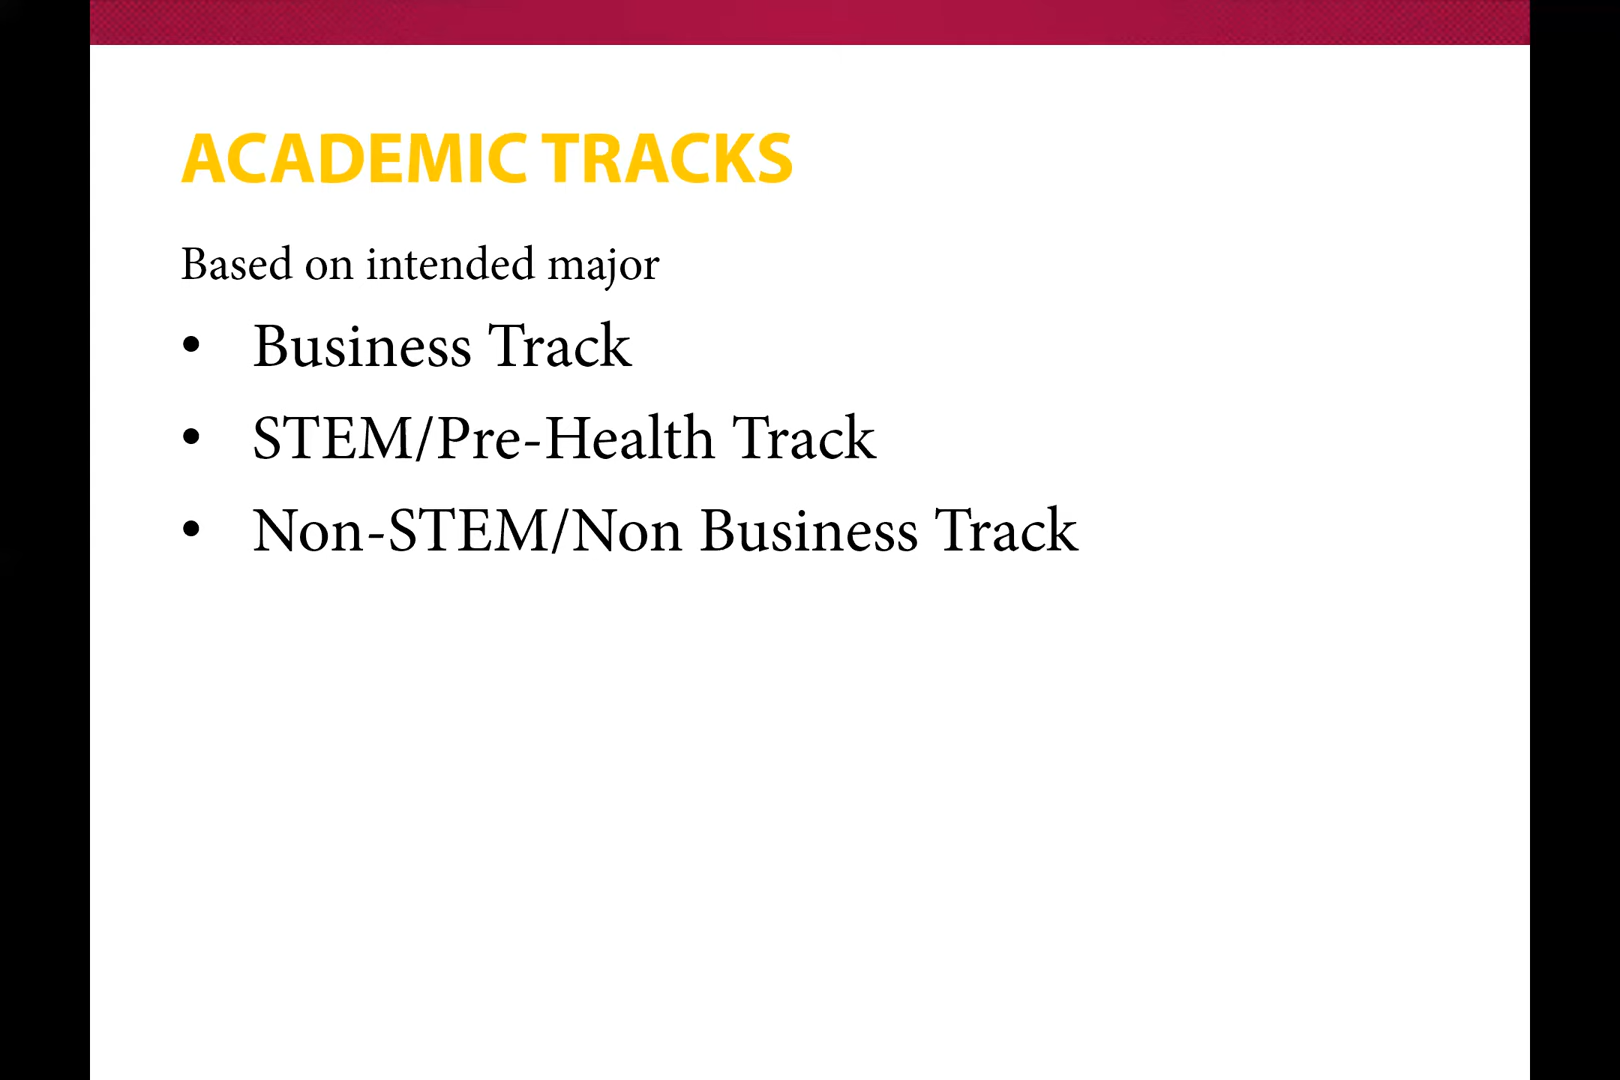 ACADEMIC TRACKS
Based on intended major
• Business Track
• STEM/Pre-Health Track
• Non-STEM/Non Business Track